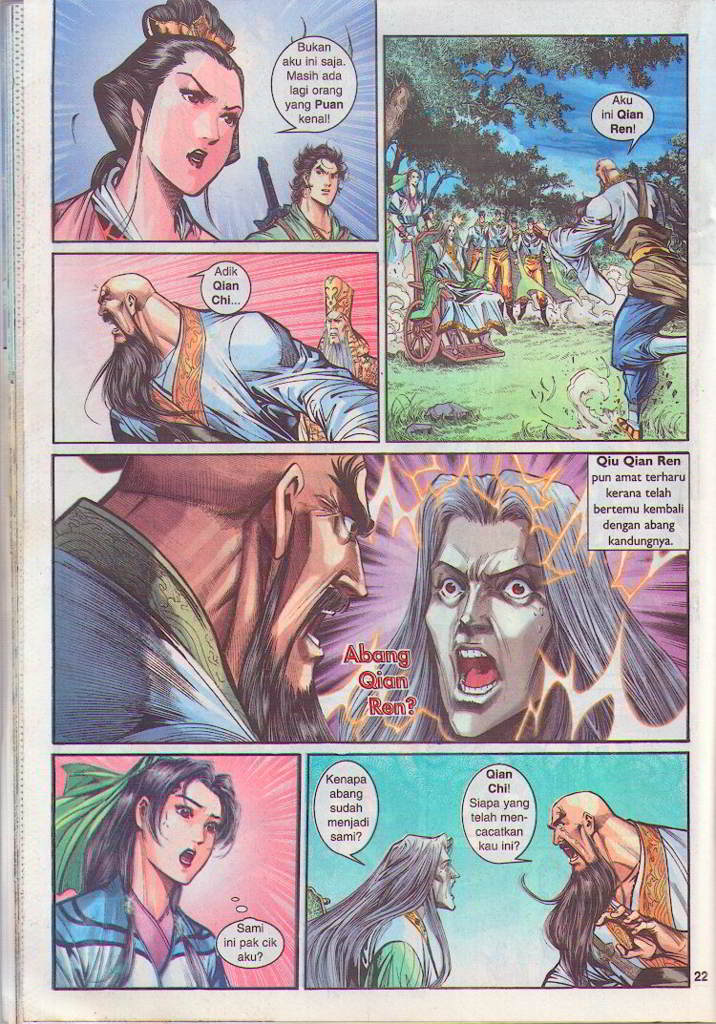 Bukan
aku ini saja.
Masih ada
lagi orang
yang Puan
kenal!
Aku
ini Qian
Ren!
Adik
Qian
Chi...
Qiu Qian Ren
pun amat terharu
kerana telah
bertemu kembali
dengan abang
kandungnya.
Abang
Qian
Ren?
Sami
ini pak cik
aku?
Kenapa
abang
sudah
menjadi
sami?
Qian
Chi!
Siapa yang
telah men-
cacatkan
kau ini?
22